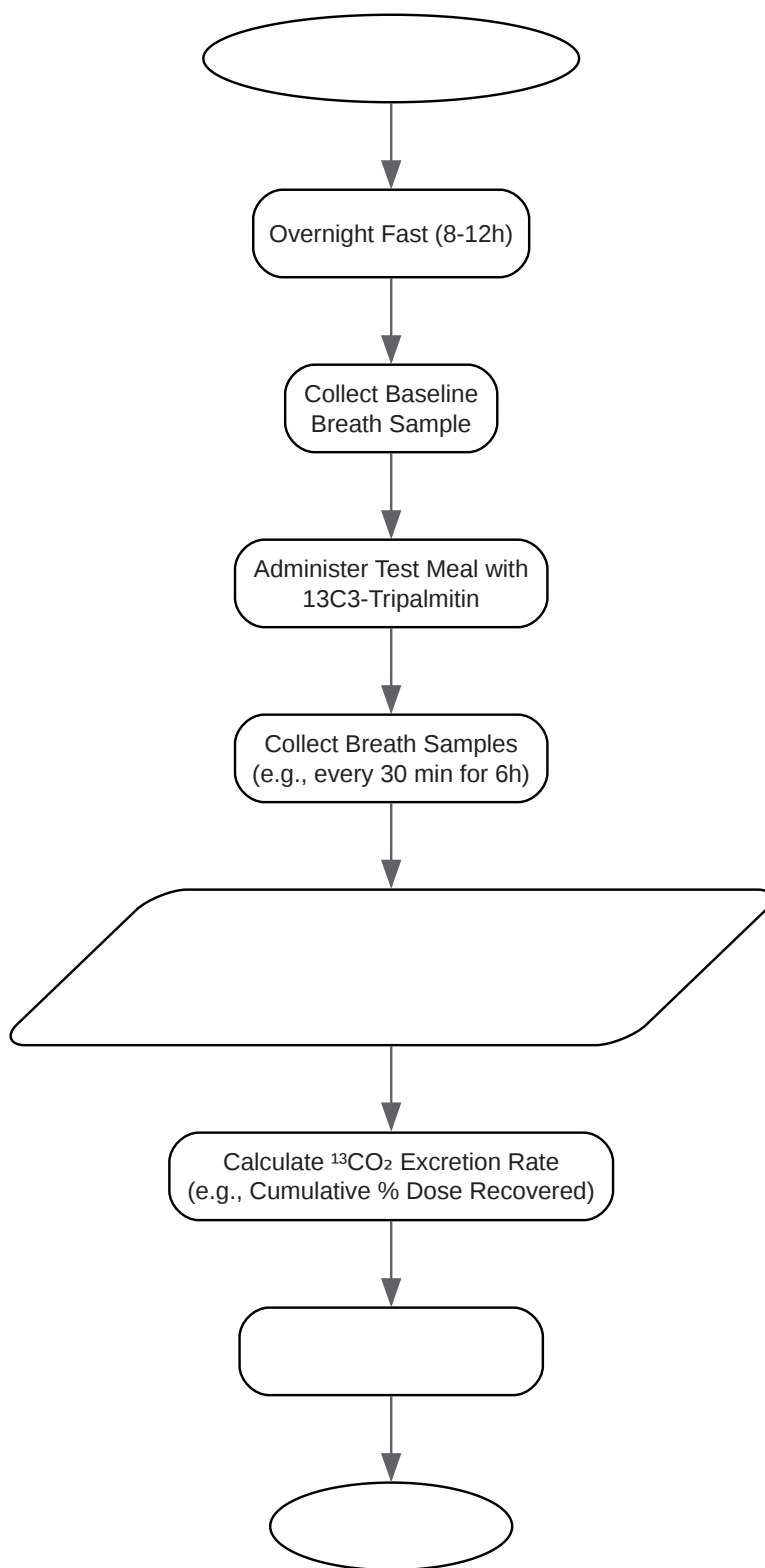 Overnight Fast (8-12h)
Collect Baseline
Breath Sample
Administer Test Meal with
13C3-Tripalmitin
Collect Breath Samples
(e.g., every 30 min for 6h)
Calculate ¹³CO₂ Excretion Rate
(e.g., Cumulative % Dose Recovered)